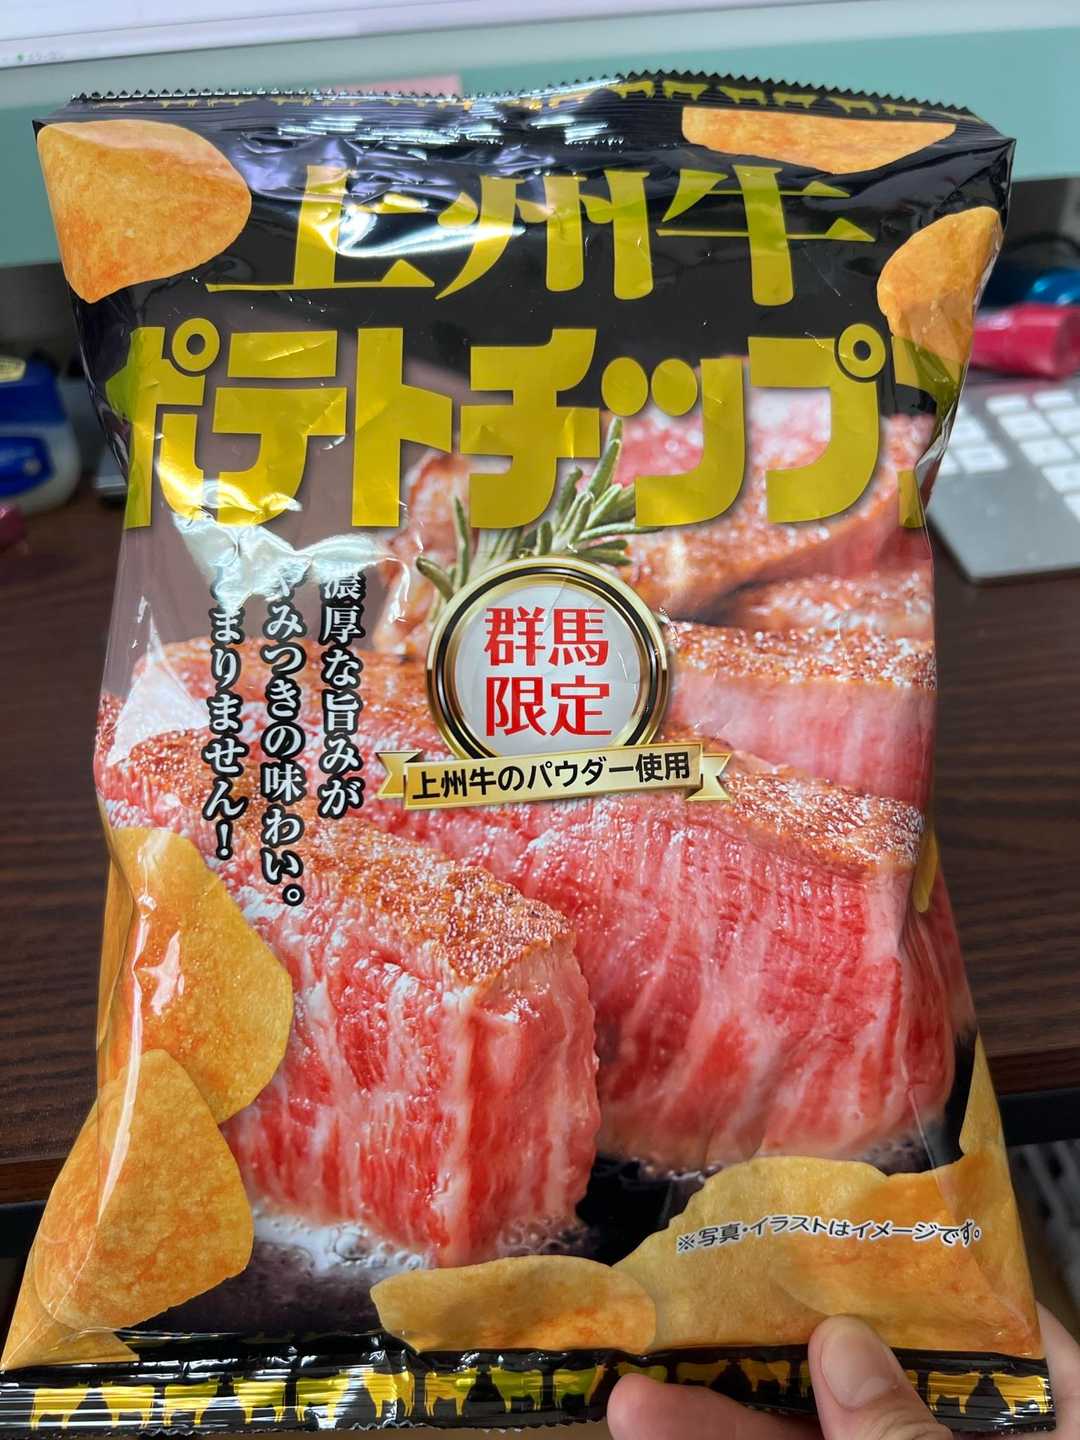 上州牛
ポテトチップス
群馬
限定
上州牛のパウダー使用
濃厚な旨みが
やみつきの味わい。
とまりません!
※写真・イラストはイメージです。